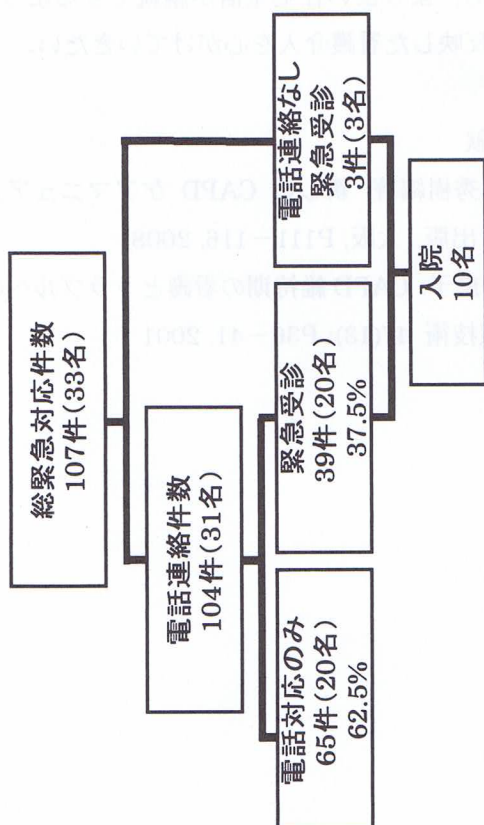 総緊急対応件数
107件(33名)
電話連絡件数
104件(31名)
電話対応のみ
65件(20名)
62.5%
緊急受診
39件(20名)
37.5%
電話連絡なし
緊急受診
3件(3名)
入院
10名